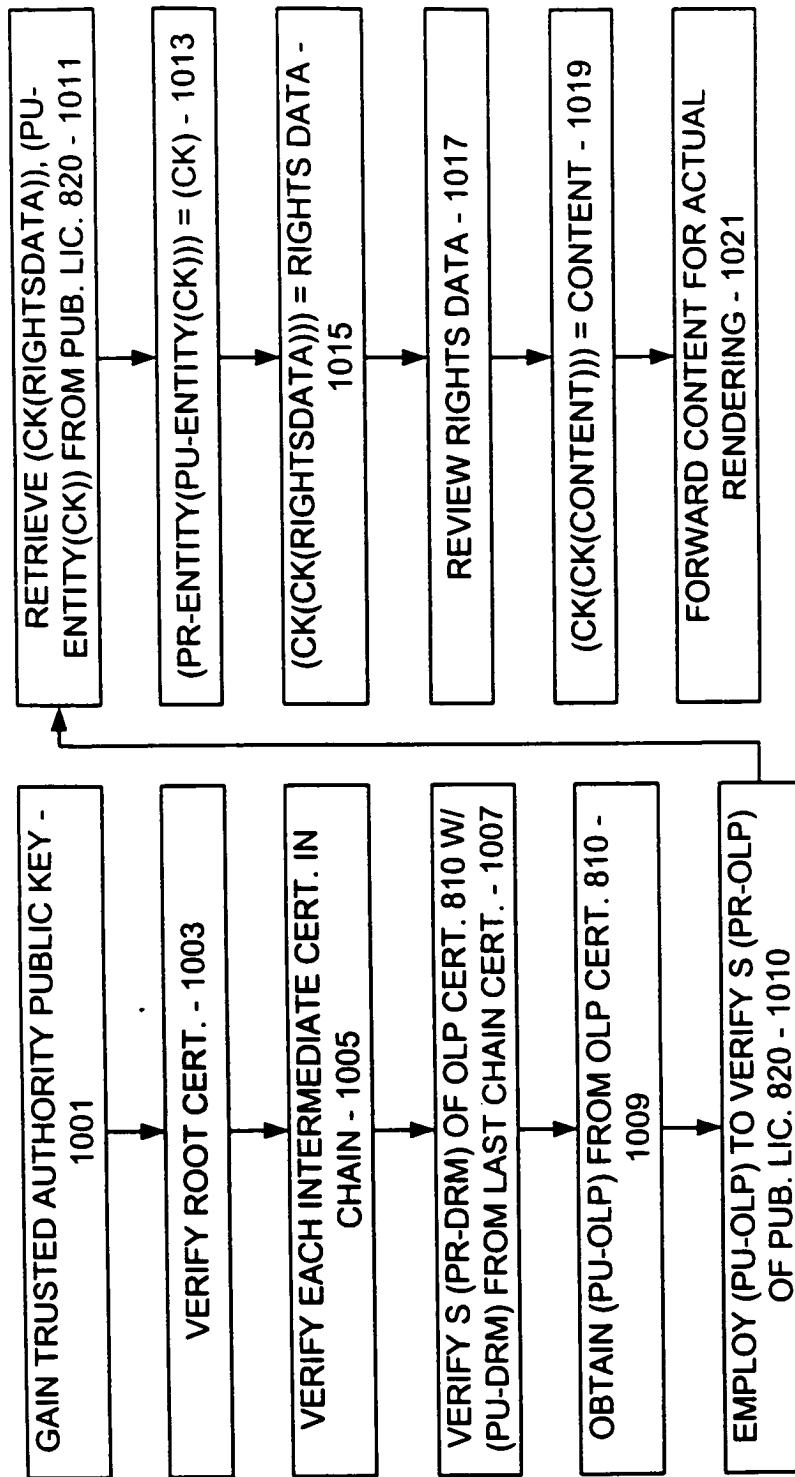 GAIN TRUSTED AUTHORITY PUBLIC KEY -
1001
VERIFY ROOT CERT. - 1003
VERIFY EACH INTERMEDIATE CERT. IN
CHAIN - 1005
VERIFY S (PR-DRM) OF OLP CERT. 810 W/
(PU-DRM) FROM LAST CHAIN CERT. - 1007
OBTAIN (PU-OLP) FROM OLP CERT. 810 -
1009
EMPLOY (PU-OLP) TO VERIFY S (PR-OLP)
OF PUB. LIC. 820 - 1010
RETRIEVE (CK(RIGHTSDATA)), (PU-
ENTITY(CK)) FROM PUB. LIC. 820 - 1011
(PR-ENTITY(PU-ENTITY(CK))) = (CK) - 1013
(CK(CK(RIGHTSDATA))) = RIGHTS DATA -
1015
REVIEW RIGHTS DATA - 1017
(CK(CK(CONTENT))) = CONTENT - 1019
FORWARD CONTENT FOR ACTUAL
RENDERING - 1021